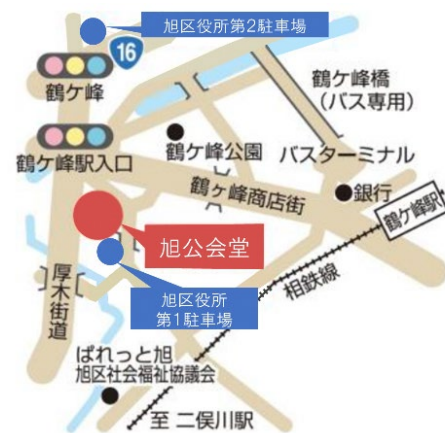 旭区役所第2駐車場
16
鶴ケ峰
鶴ケ峰橋
(バス専用)
鶴ケ峰駅入口
鶴ケ峰公園
バスターミナル
鶴ケ峰商店街
銀行
鶴ケ峰駅
旭公会堂
厚木街道
旭区役所
第1駐車場
相鉄線
ぱれっと旭
旭区社会福祉協議会
至 二俣川駅